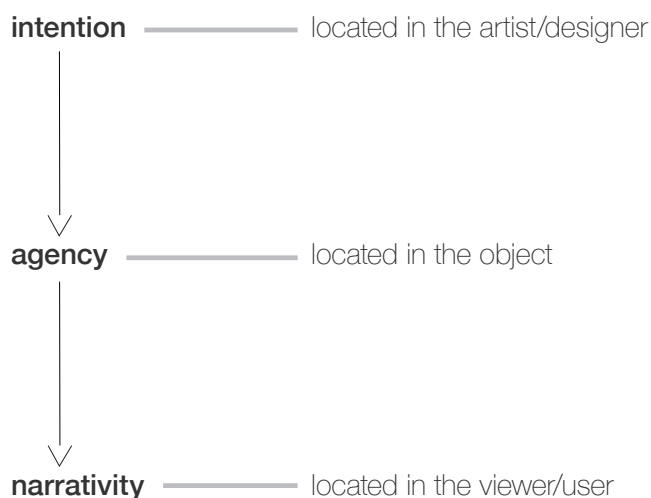 intention located in the artist/designer
agency located in the object
narrativity located in the viewer/user